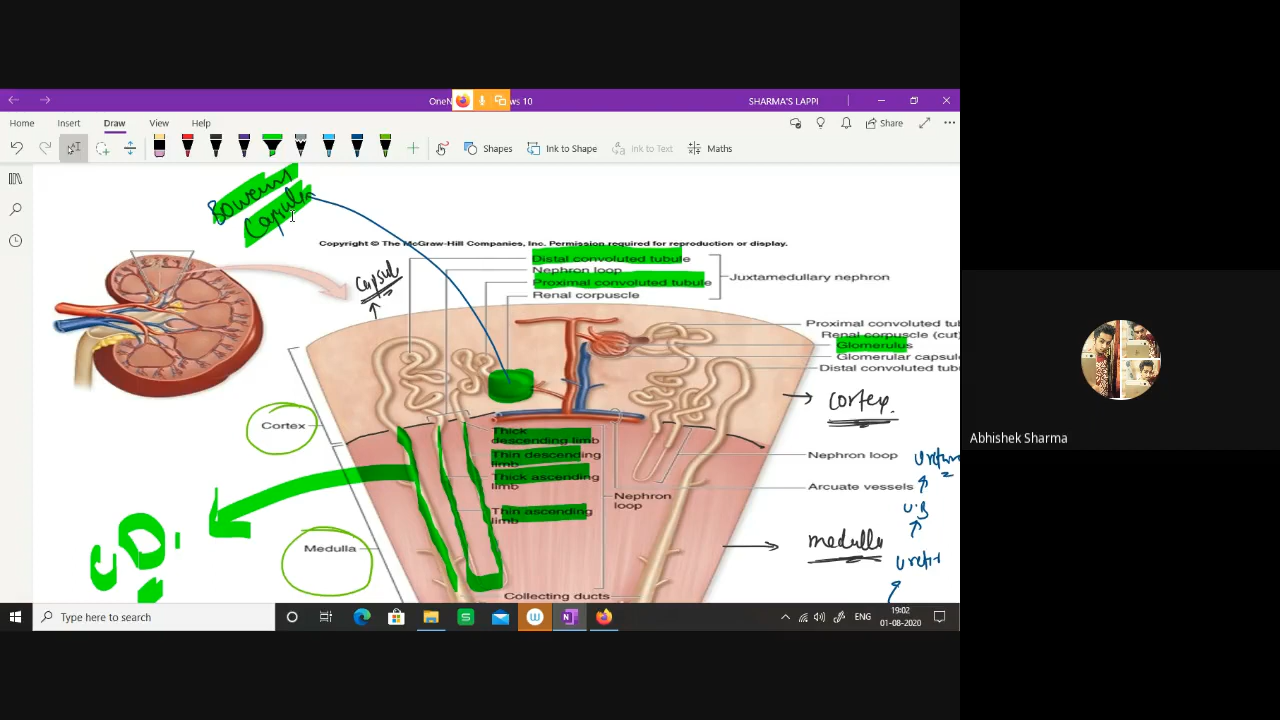 OneN
ws 10
SHARMA'S LAPPI
Home
Insert
Draw
View
Help
Share
Shapes
Ink to Shape
Ink to Text
Maths
Bowens
Capsule
Copyright © The McGraw-Hill Companies, Inc. Permission required for reproduction or display.
Capsul
Distal convoluted tubule
Nephron loop
Proximal convoluted tubule
Renal corpuscle
Juxtamedullary nephron
Proximal convoluted tu
Renal corpuscle (cut)
Glomerulus
Glomerular capsule
Distal convoluted tub
Cortex
cortex
Thick
descending limb
Thin descending
limb
Thick ascending
limb
Thin ascending
limb
Nephron
loop
Nephron loop
Arcuate vessels
U.B
Medulla
medulla
Collecting ducts
C.D.
Abhishek Sharma
Type here to search
ENG
19:02
01-08-2020